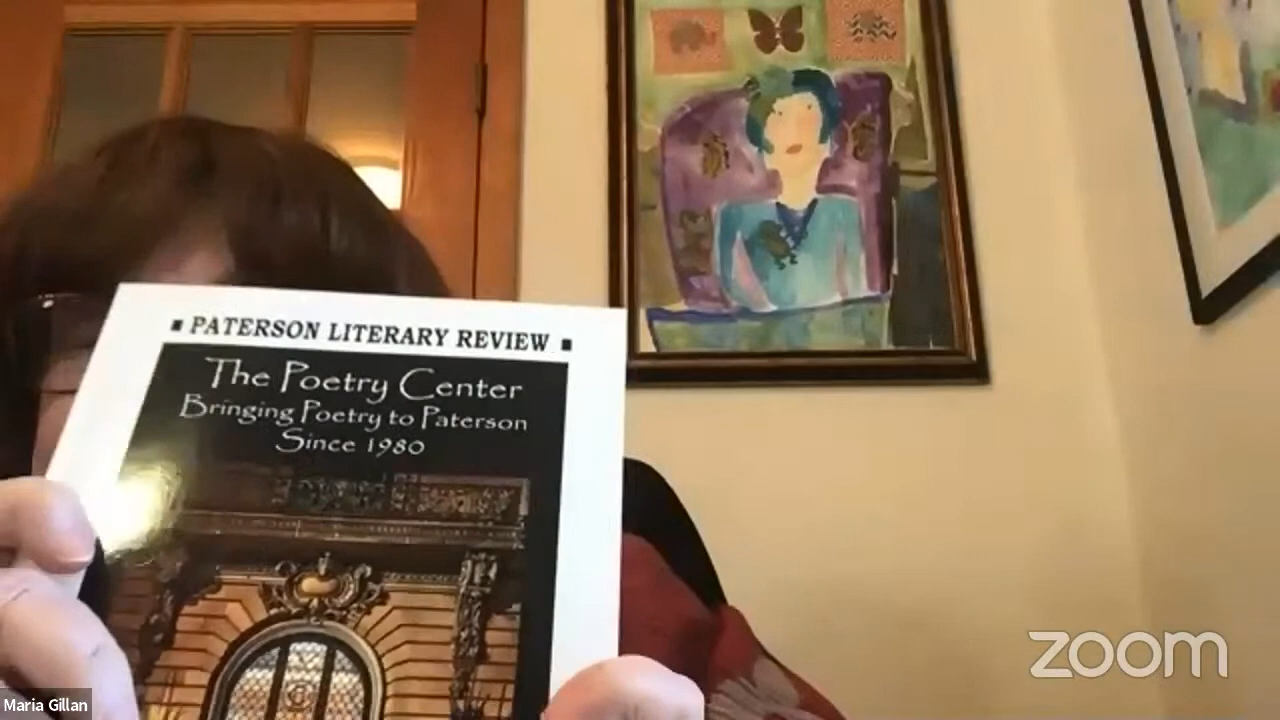 ■ PATERSON LITERARY REVIEW ■
The Poetry Center
Bringing Poetry to Paterson
Since 1980
zoom
Maria Gillan